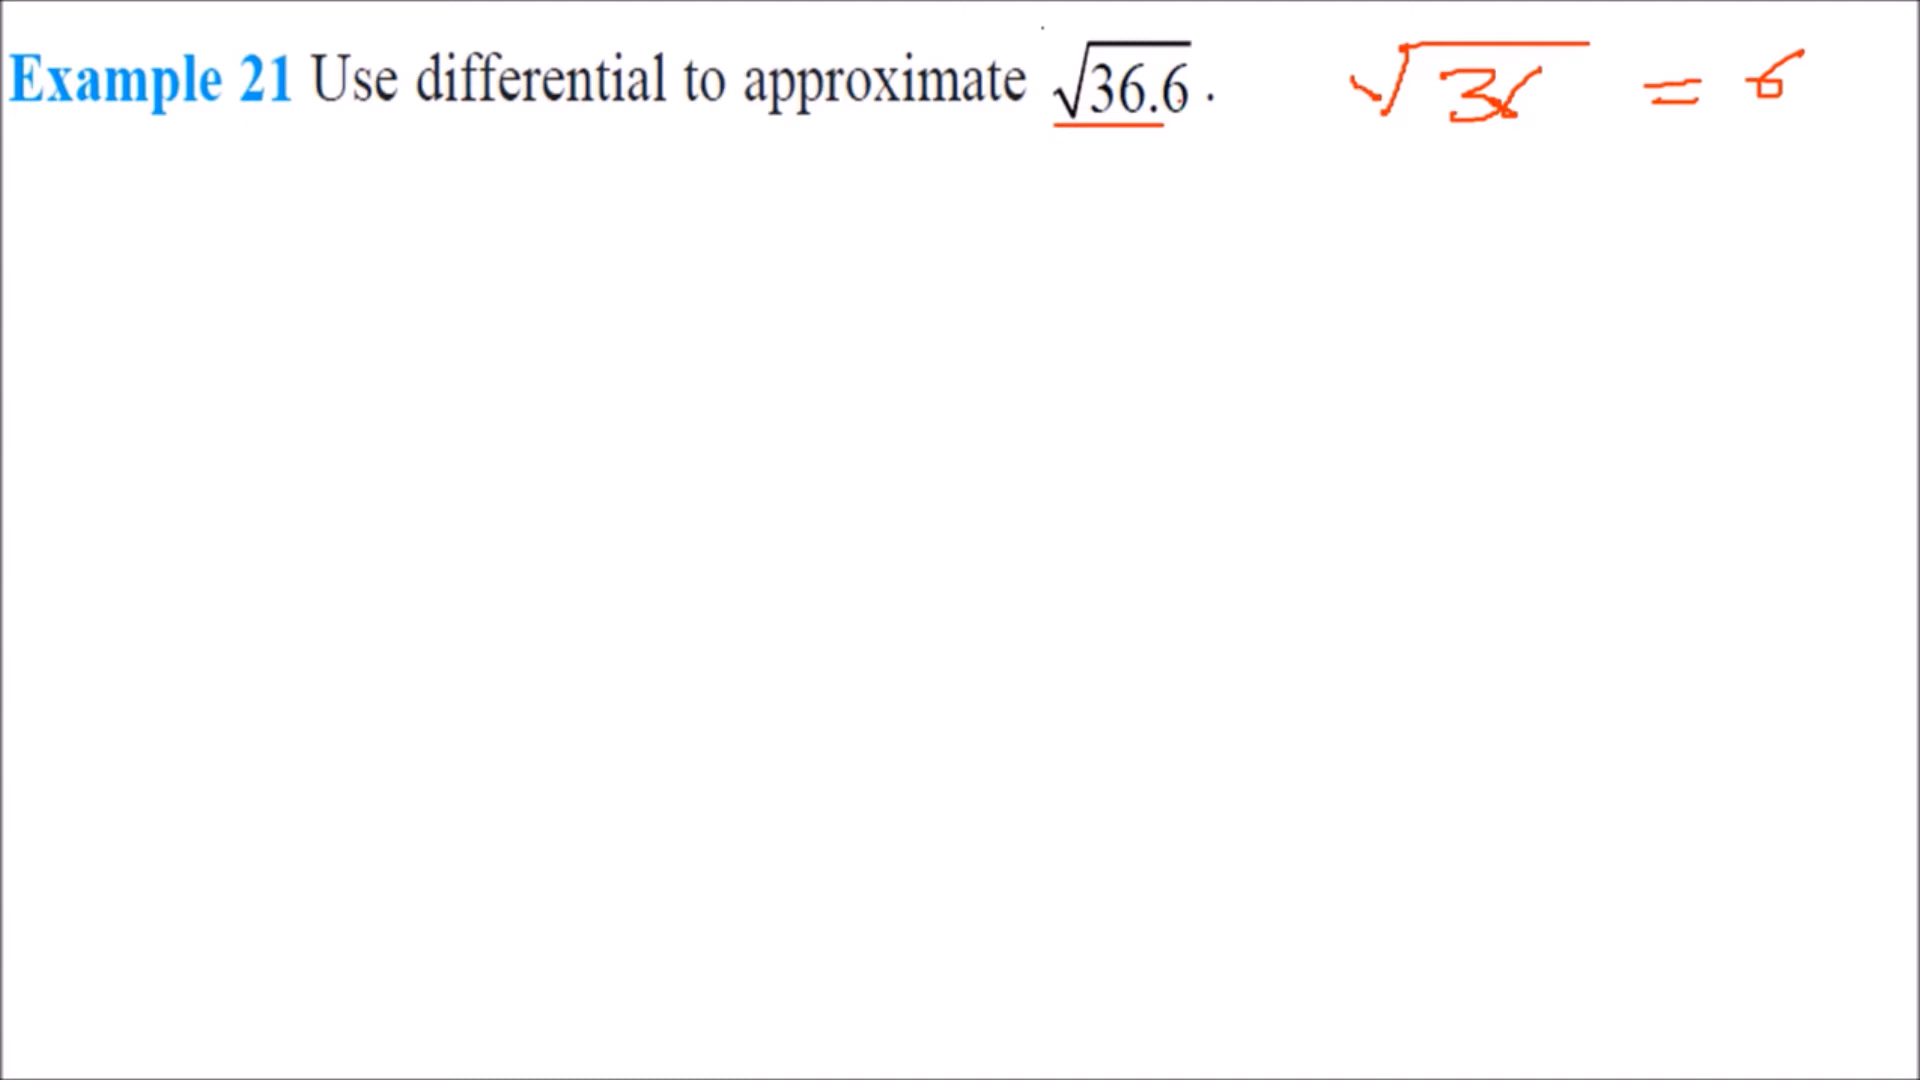 Example 21 Use differential to approximate √36.6 . √36 = 6